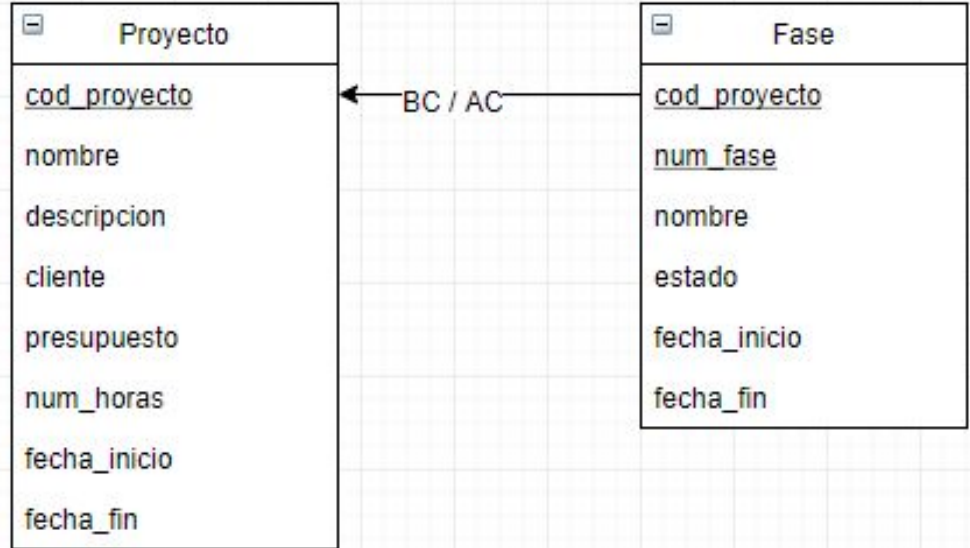 Proyecto
cod_proyecto
nombre
descripcion
cliente
presupuesto
num_horas
fecha_inicio
fecha_fin
BC / AC
Fase
cod_proyecto
num_fase
nombre
estado
fecha_inicio
fecha_fin